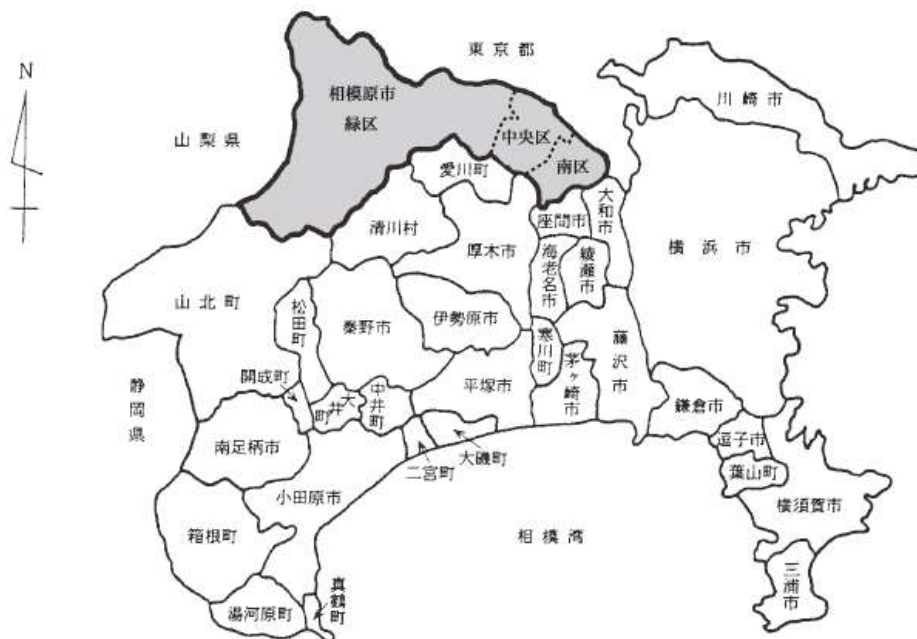 東京都
N
相模原市
緑区
川崎市
山梨県
中央区
南区
愛川町
大和市
座間市
清川村
厚木市
横浜市
海老名市
綾瀬市
山北町
松田町
秦野市
伊勢原市
寒川町
藤沢市
茅ヶ崎市
静岡県
開成町
大井町
中井町
平塚市
鎌倉市
南足柄市
逗子市
大磯町
二宮町
葉山町
小田原市
横須賀市
箱根町
相模湾
三浦市
真鶴町
湯河原町